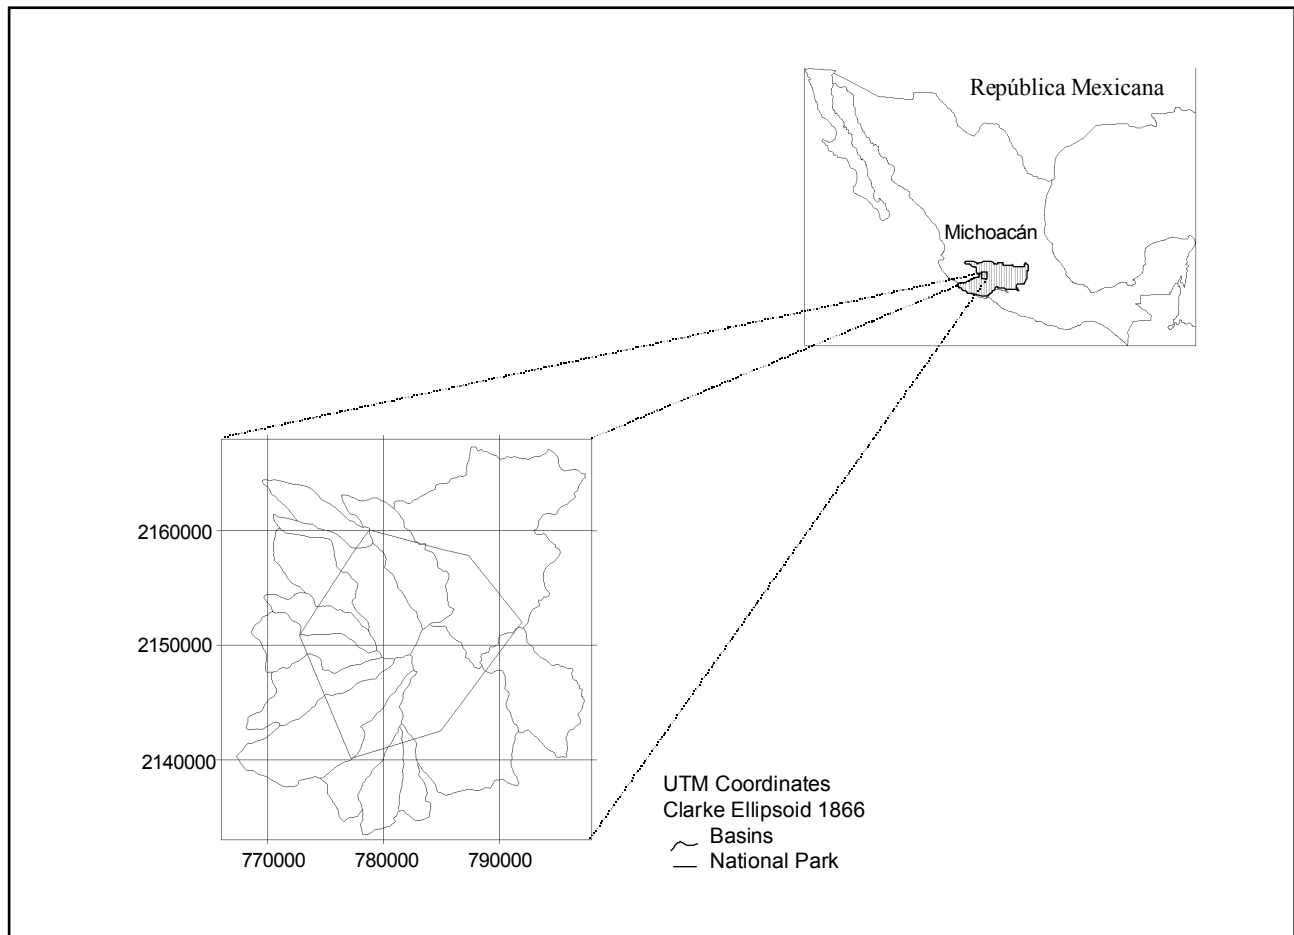 República Mexicana
Michoacán
2160000
2150000
2140000
770000 780000 790000
UTM Coordinates
Clarke Ellipsoid 1866
Basins
National Park